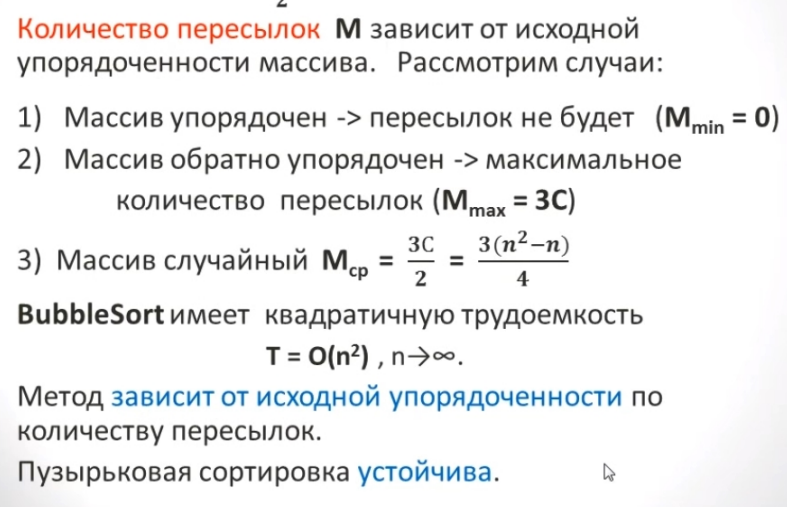 2
Количество пересылок M зависит от исходной
упорядоченности массива. Рассмотрим случаи:
1) Массив упорядочен -> пересылок не будет (Mmin = 0)
2) Массив обратно упорядочен -> максимальное
количество пересылок (Mmax = 3C)
3) Массив случайный Mср = 3C/2 = 3(n²−n)/4
BubbleSort имеет квадратичную трудоемкость
T = O(n²) , n→∞.
Метод зависит от исходной упорядоченности по
количеству пересылок.
Пузырьковая сортировка устойчива.